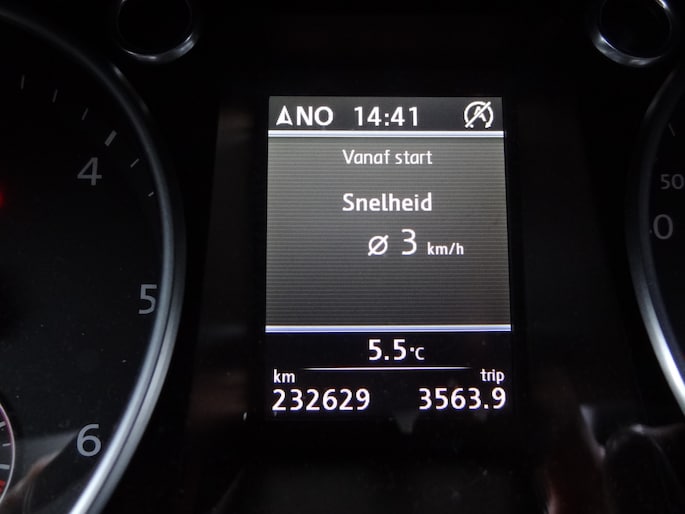 NO 14:41
Vanaf start
Snelheid
Ø 3 km/h
5.5°C
km trip
232629 3563.9
4
5
6
50